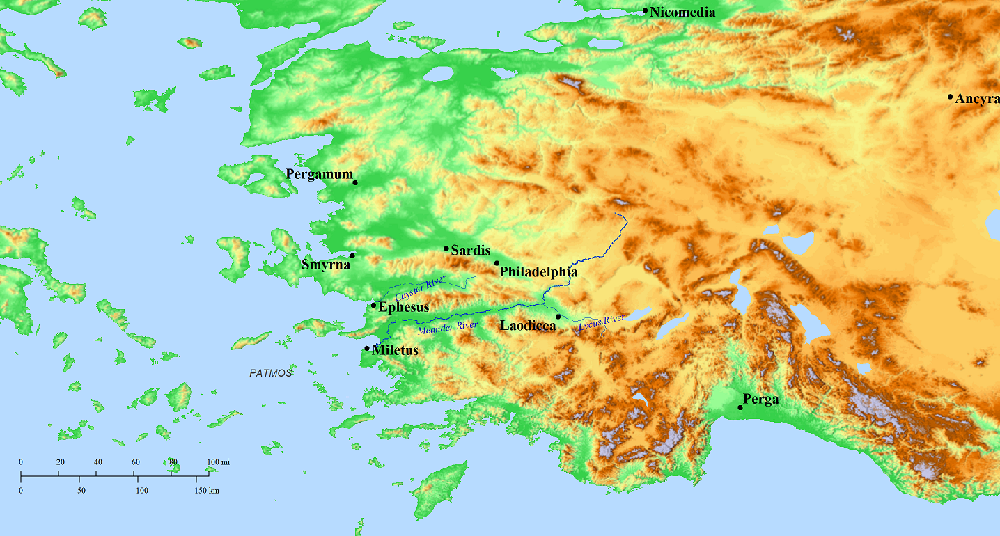 Nicomedia
Ancyra
Pergamum
Sardis
Smyrna
Philadelphia
Cayster River
Ephesus
Meander River
Laodicea
Lycus River
Miletus
PATMOS
Perga
0 20 40 60 80 100 mi
0 50 100 150 km